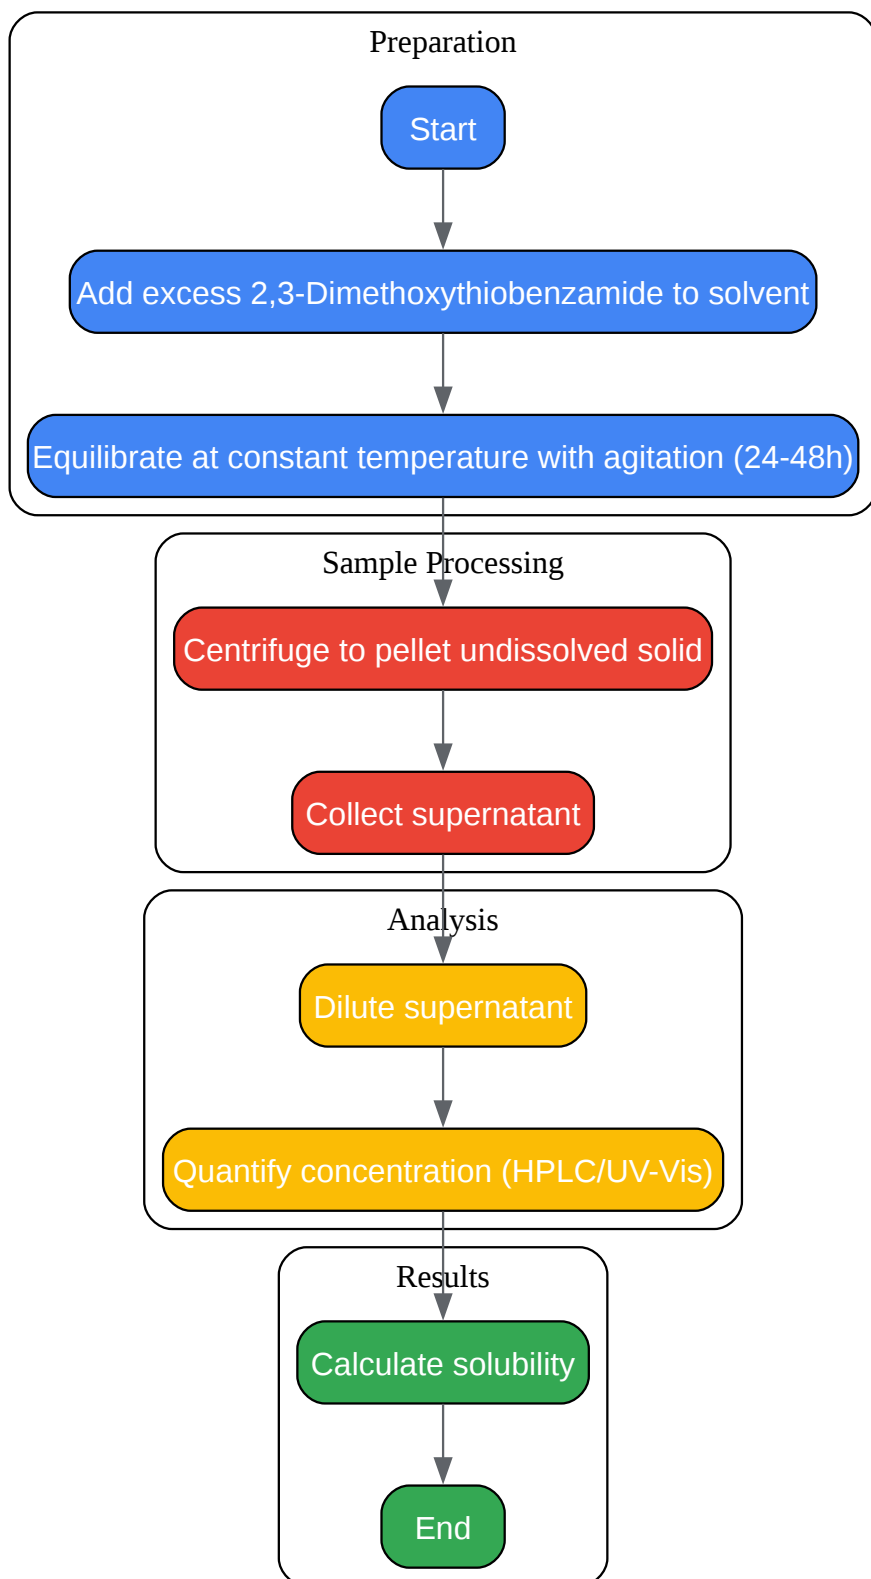 Preparation
Start
Add excess 2,3-Dimethoxythiobenzamide to solvent
Equilibrate at constant temperature with agitation (24-48h)
Sample Processing
Centrifuge to pellet undissolved solid
Collect supernatant
Analysis
Dilute supernatant
Quantify concentration (HPLC/UV-Vis)
Results
Calculate solubility
End